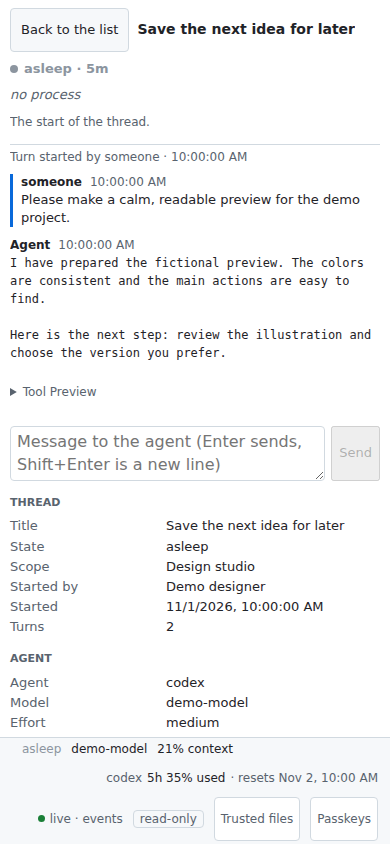 Back to the list
Save the next idea for later
asleep · 5m
no process
The start of the thread.
Turn started by someone · 10:00:00 AM
someone 10:00:00 AM
Please make a calm, readable preview for the demo
project.
Agent 10:00:00 AM
I have prepared the fictional preview. The colors
are consistent and the main actions are easy to
find.
Here is the next step: review the illustration and
choose the version you prefer.
Tool Preview
Message to the agent (Enter sends,
Shift+Enter is a new line)
Send
THREAD
Title Save the next idea for later
State asleep
Scope Design studio
Started by Demo designer
Started 11/1/2026, 10:00:00 AM
Turns 2
AGENT
Agent codex
Model demo-model
Effort medium
asleep demo-model 21% context
codex 5h 35% used · resets Nov 2, 10:00 AM
live · events read-only Trusted files Passkeys